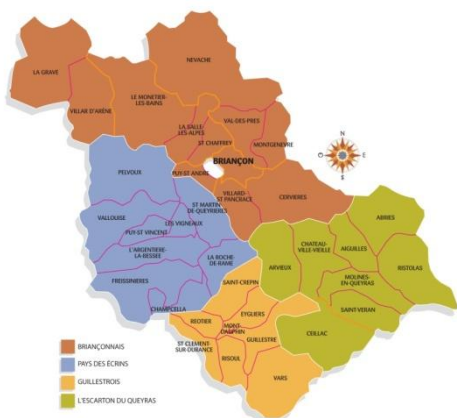 NEVACHE
LA GRAVE
LE MONETIER-
LES-BAINS
VILLAR D'ARÈNE
LA SALLE
LES-ALPES
VAL-DES-PRES
ST CHAFFREY
MONTGENEVRE
N
O
E
S
BRIANÇON
PELVOUX
PUY-ST ANDRE
VILLARD-
ST PANCRACE
CERVIERES
ST MARTIN
DE QUEYRIERES
VALLOUISE
LES VIGNEAUX
PUY-ST VINCENT
ABRIES
CHATEAU-
VILLE-VIEILLE
AIGUILLES
L'ARGENTIERE-
LA-BESSEE
LA ROCHE-
DE-RAME
ARVIEUX
RISTOLAS
MOLINES-
EN-QUEYRAS
FREISSINIERES
SAINT-CREPIN
CHAMPCELLA
SAINT-VERAN
EYGLIERS
REOTIER
MONT-
DAPHIN
CEILLAC
ST CLEMENT
SUR-DURANCE
GUILLESTRE
RISOUL
VARS
BRIANÇONNAIS
PAYS DES ÉCRINS
GUILLESTROIS
L'ESCARTON DU QUEYRAS